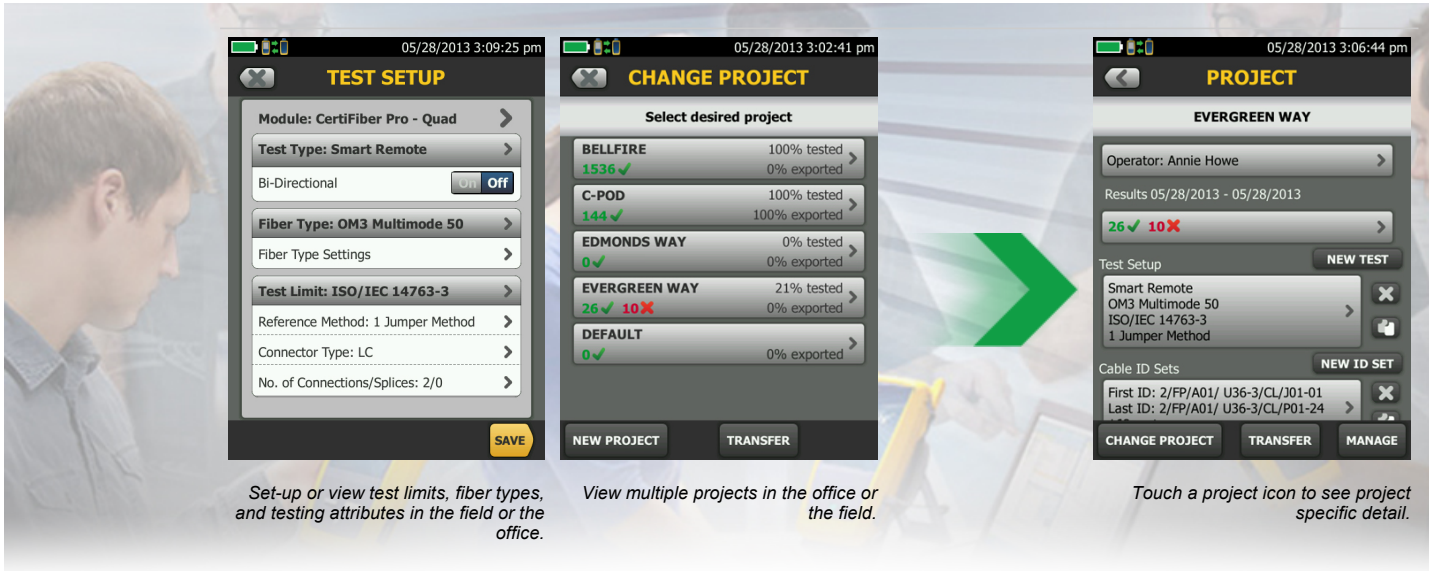 05/28/2013 3:09:25 pm
TEST SETUP
Module: CertiFiber Pro - Quad
Test Type: Smart Remote
Bi-Directional
On Off
Fiber Type: OM3 Multimode 50
Fiber Type Settings
Test Limit: ISO/IEC 14763-3
Reference Method: 1 Jumper Method
Connector Type: LC
No. of Connections/Splices: 2/0
SAVE
Set-up or view test limits, fiber types,
and testing attributes in the field or the
office.
05/28/2013 3:02:41 pm
CHANGE PROJECT
Select desired project
BELLFIRE 100% tested
1536 0% exported
C-POD 100% tested
144 100% exported
EDMONDS WAY 0% tested
0 0% exported
EVERGREEN WAY 21% tested
26 10 0% exported
DEFAULT
0 0% exported
NEW PROJECT TRANSFER
View multiple projects in the office or
the field.
05/28/2013 3:06:44 pm
PROJECT
EVERGREEN WAY
Operator: Annie Howe
Results 05/28/2013 - 05/28/2013
26 10
Test Setup NEW TEST
Smart Remote
OM3 Multimode 50
ISO/IEC 14763-3
1 Jumper Method
Cable ID Sets NEW ID SET
First ID: 2/FP/A01/ U36-3/CL/J01-01
Last ID: 2/FP/A01/ U36-3/CL/P01-24
CHANGE PROJECT TRANSFER MANAGE
Touch a project icon to see project
specific detail.